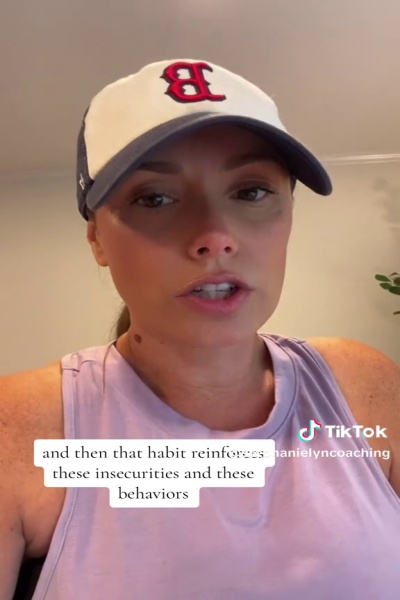 B
TikTok
and then that habit reinforces
these insecurities and these
behaviors